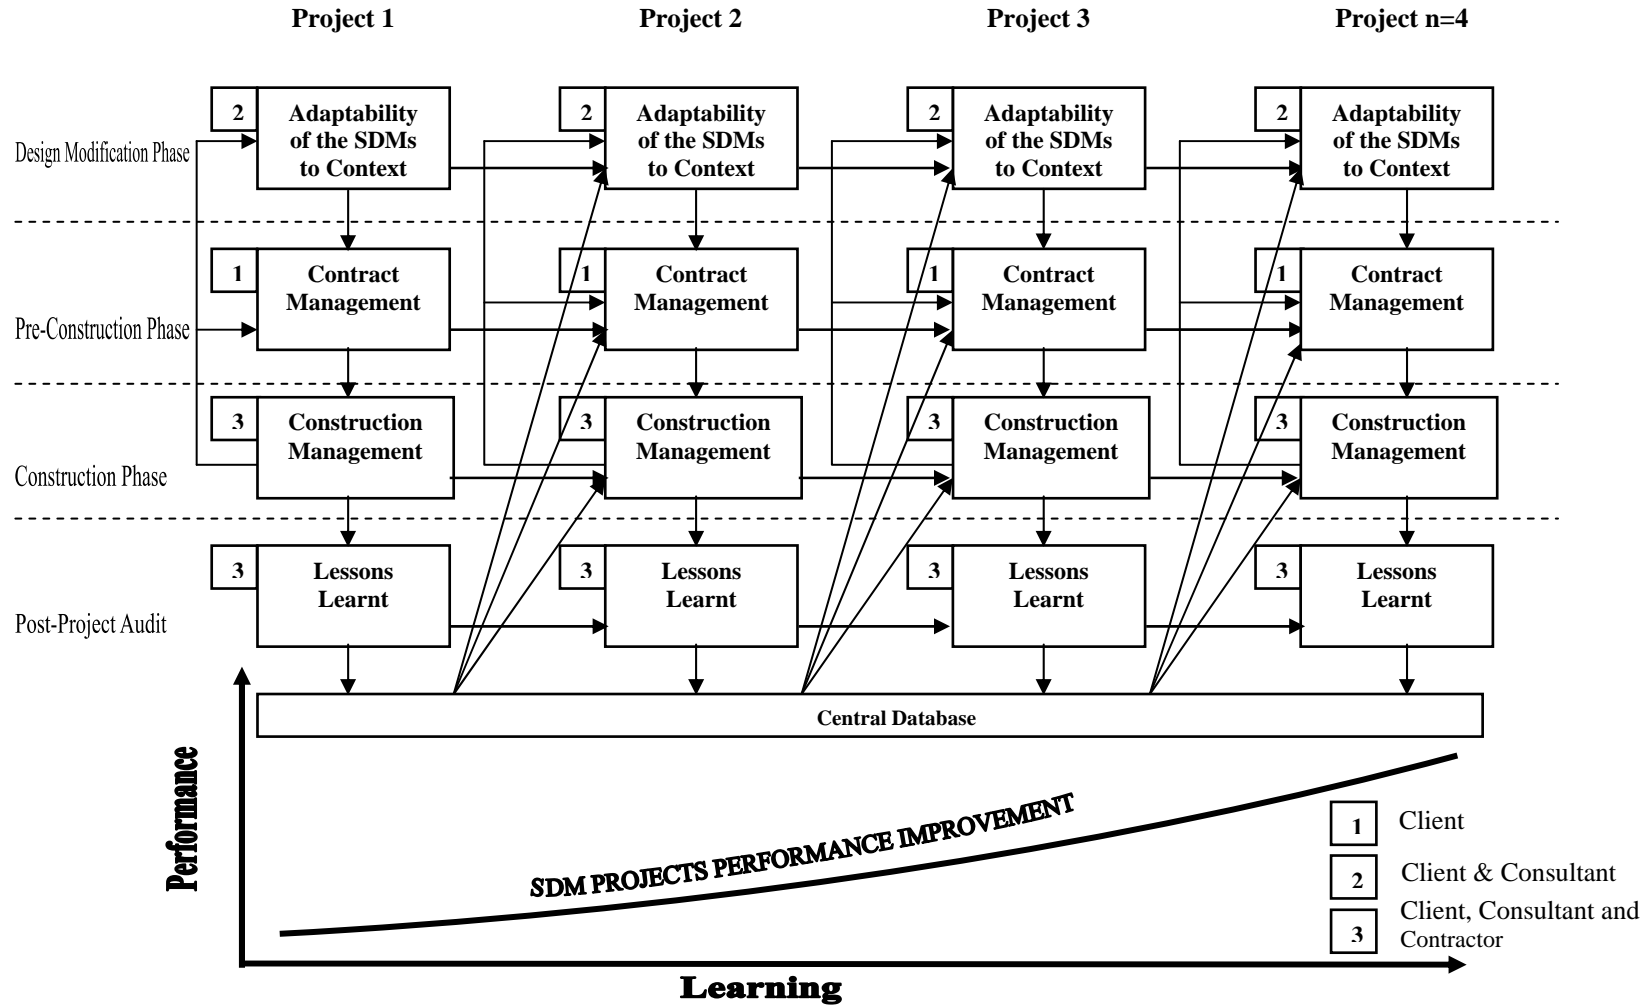 Project 1
Project 2
Project 3
Project n=4
Design Modification Phase
2
Adaptability
of the SDMs
to Context
2
Adaptability
of the SDMs
to Context
2
Adaptability
of the SDMs
to Context
2
Adaptability
of the SDMs
to Context
Pre-Construction Phase
1
Contract
Management
1
Contract
Management
1
Contract
Management
1
Contract
Management
Construction Phase
3
Construction
Management
3
Construction
Management
3
Construction
Management
3
Construction
Management
Post-Project Audit
3
Lessons
Learnt
3
Lessons
Learnt
3
Lessons
Learnt
3
Lessons
Learnt
Central Database
Performance
SDM PROJECTS PERFORMANCE IMPROVEMENT
1
Client
2
Client & Consultant
3
Client, Consultant and
Contractor
Learning